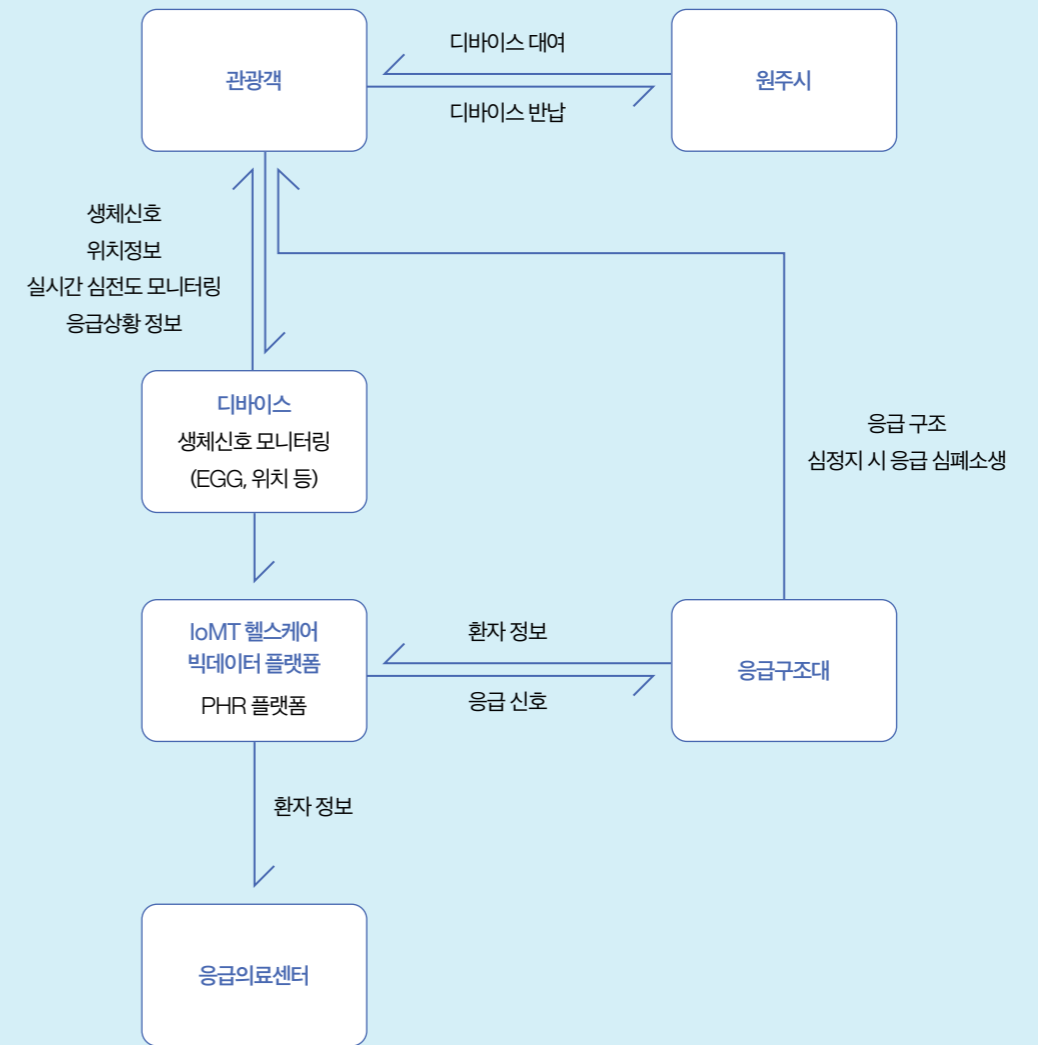 관광객
디바이스 대여
디바이스 반납
원주시
생체신호
위치정보
실시간 심전도 모니터링
응급상황 정보
디바이스
생체신호 모니터링
(EGG, 위치 등)
응급 구조
심정지 시 응급 심폐소생
IoMT 헬스케어
빅데이터 플랫폼
PHR 플랫폼
환자 정보
응급 신호
응급구조대
환자 정보
응급의료센터